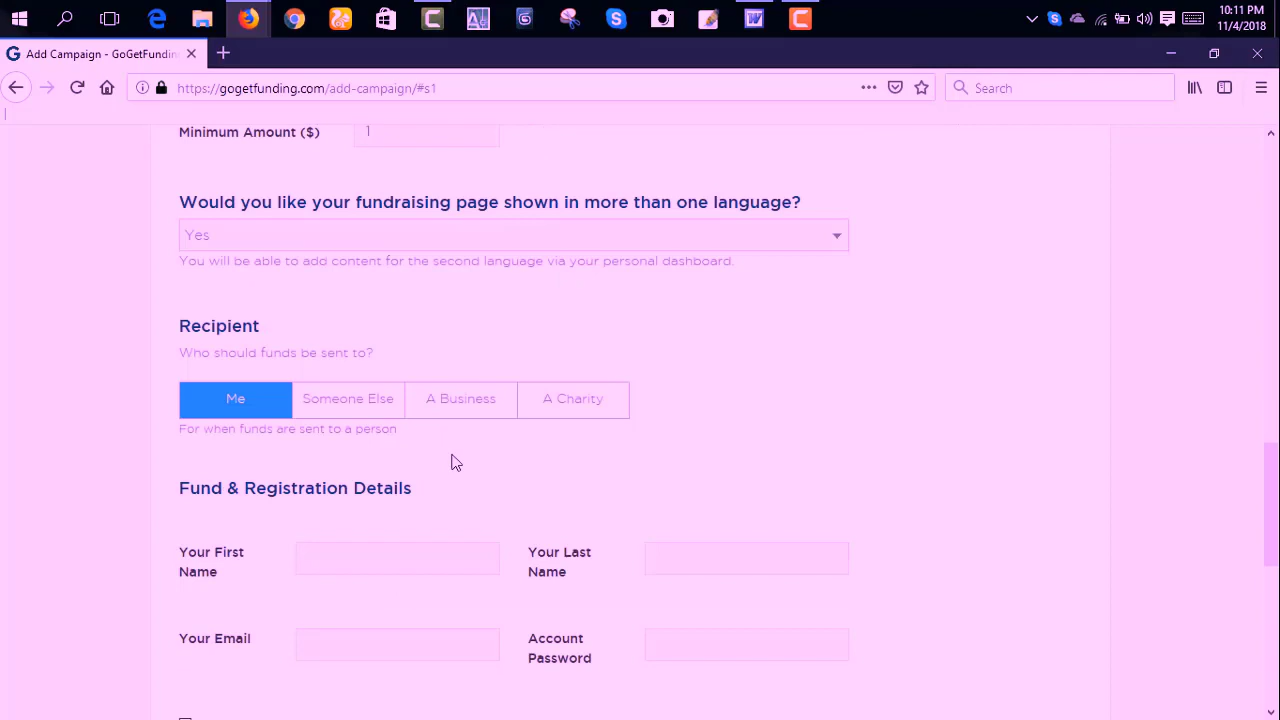 10:11 PM
11/4/2018
Add Campaign - GoGetFundin
https://gogetfunding.com/add-campaign/#s1
Search
Minimum Amount ($) 1
Would you like your fundraising page shown in more than one language?
Yes
You will be able to add content for the second language via your personal dashboard.
Recipient
Who should funds be sent to?
Me Someone Else A Business A Charity
For when funds are sent to a person
Fund & Registration Details
Your First Name
Your Last Name
Your Email
Account Password